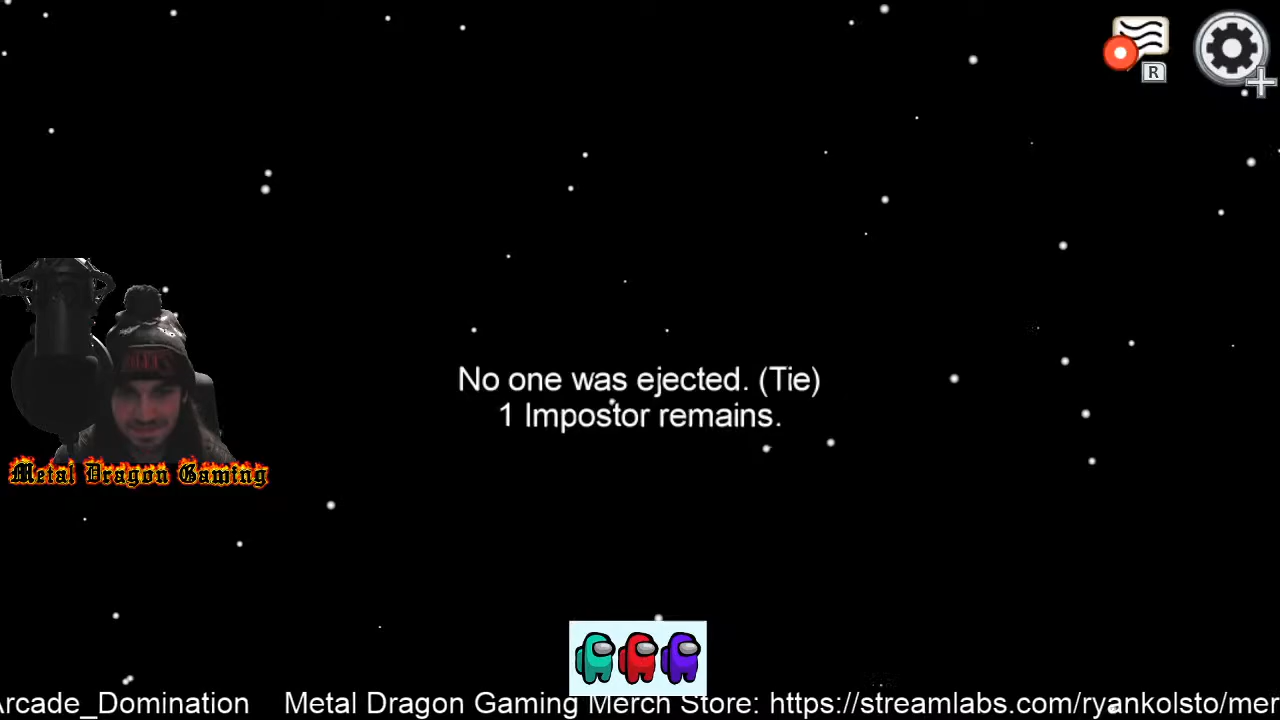 R
No one was ejected. (Tie)
1 Impostor remains.
Metal Dragon Gaming
Arcade_Domination Metal Dragon Gaming Merch Store: https://streamlabs.com/ryankolsto/mer